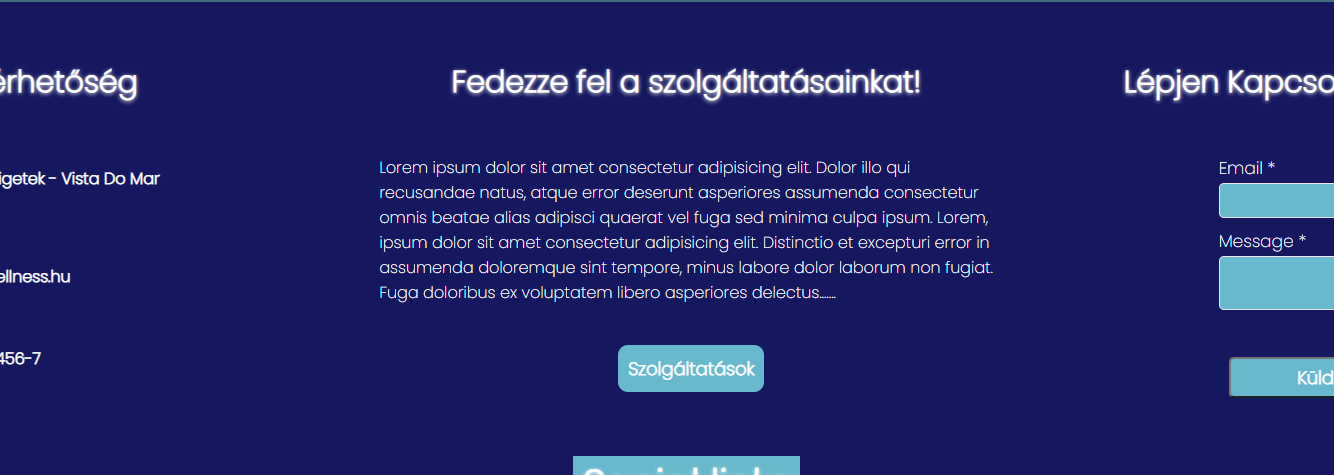 érhetőség
Fedezze fel a szolgáltatásainkat!
Lépjen Kapcso
igetek - Vista Do Mar
ellness.hu
456-7
Lorem ipsum dolor sit amet consectetur adipisicing elit. Dolor illo qui
recusandae natus, atque error deserunt asperiores assumenda consectetur
omnis beatae alias adipisci quaerat vel fuga sed minima culpa ipsum. Lorem,
ipsum dolor sit amet consectetur adipisicing elit. Distinctio et excepturi error in
assumenda doloremque sint tempore, minus labore dolor laborum non fugiat.
Fuga doloribus ex voluptatem libero asperiores delectus.......
Szolgáltatások
Email *
Message *
Küld